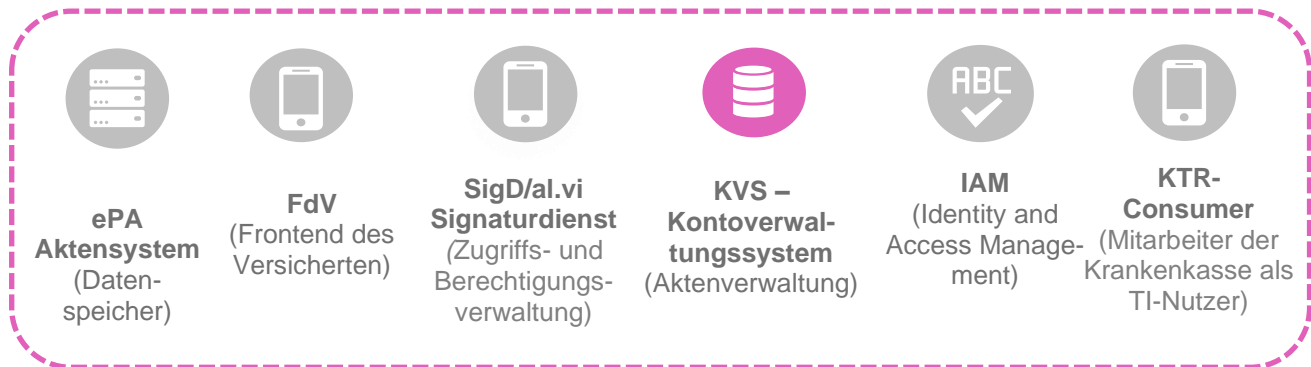 ABC
ePA
Aktensystem
(Daten-
speicher)
FdV
(Frontend des
Versicherten)
SigD/al.vi
Signaturdienst
(Zugriffs- und
Berechtigungs-
verwaltung)
KVS –
Kontoverwal-
tungssystem
(Aktenverwaltung)
IAM
(Identity and
Access Manage-
ment)
KTR-
Consumer
(Mitarbeiter der
Krankenkasse als
TI-Nutzer)